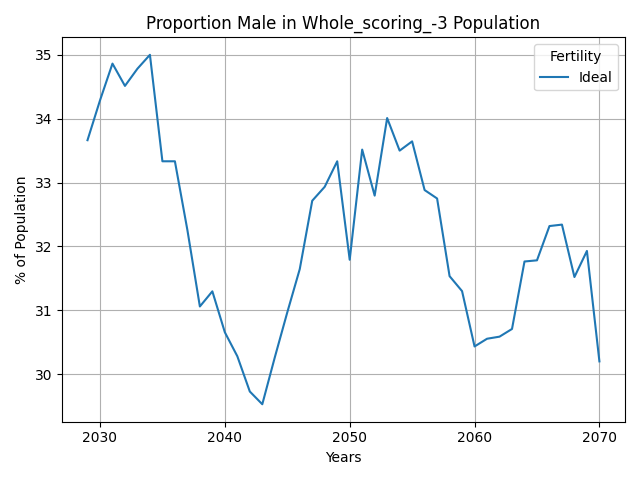 Proportion Male in Whole_scoring_-3 Population
Fertility
Ideal
35
34
33
32
31
30
% of Population
2030
2040
2050
2060
2070
Years